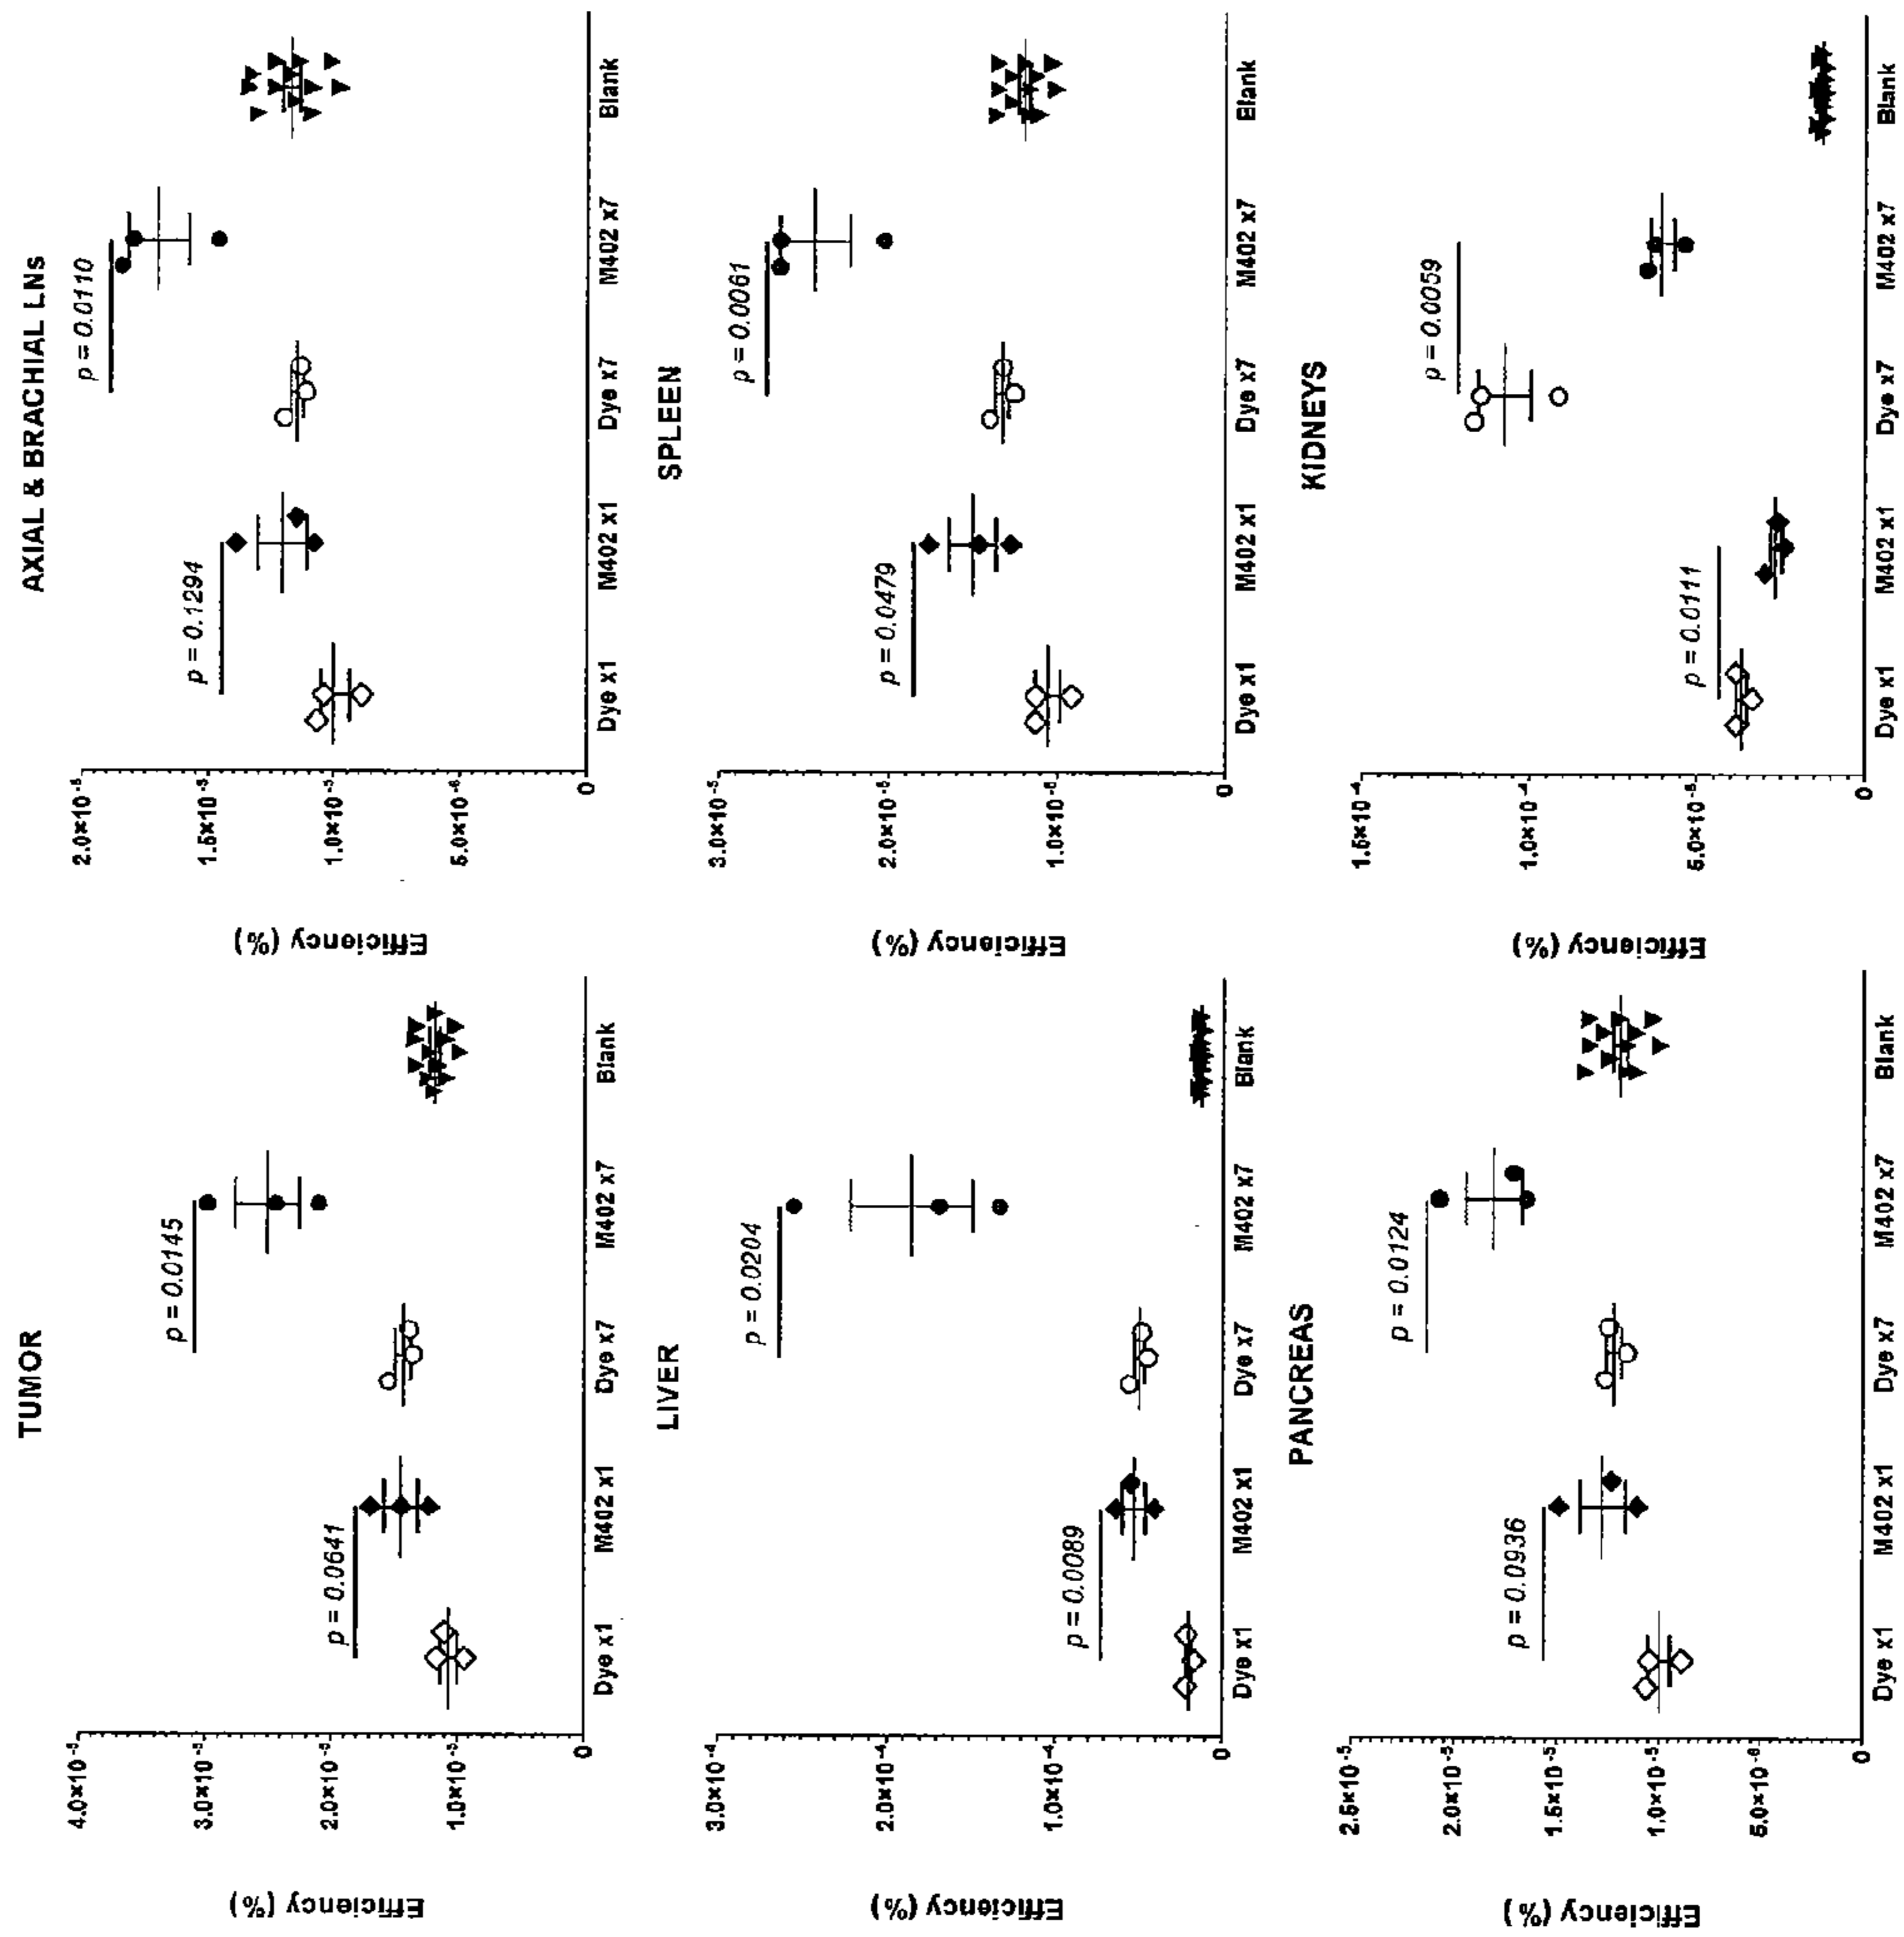 TUMOR
4.0×10⁻⁵
3.0×10⁻⁵
2.0×10⁻⁵
1.0×10⁻⁵
0
Efficiency (%)
p = 0.0641
p = 0.0145
Dye x1
M402 x1
Dye x7
M402 x7
Blank
AXIAL & BRACHIAL LNs
2.0×10⁻⁵
1.5×10⁻⁵
1.0×10⁻⁵
5.0×10⁻⁶
0
Efficiency (%)
p = 0.1294
p = 0.0110
Dye x1
M402 x1
Dye x7
M402 x7
Blank
LIVER
3.0×10⁻⁴
2.0×10⁻⁴
1.0×10⁻⁴
0
Efficiency (%)
p = 0.0089
p = 0.0204
Dye x1
M402 x1
Dye x7
M402 x7
Blank
SPLEEN
3.0×10⁻⁵
2.0×10⁻⁵
1.0×10⁻⁵
0
Efficiency (%)
p = 0.0479
p = 0.0061
Dye x1
M402 x1
Dye x7
M402 x7
Blank
PANCREAS
2.5×10⁻⁵
2.0×10⁻⁵
1.5×10⁻⁵
1.0×10⁻⁵
5.0×10⁻⁶
0
Efficiency (%)
p = 0.0936
p = 0.0124
Dye x1
M402 x1
Dye x7
M402 x7
Blank
KIDNEYS
1.5×10⁻⁴
1.0×10⁻⁴
5.0×10⁻⁵
0
Efficiency (%)
p = 0.0111
p = 0.0059
Dye x1
M402 x1
Dye x7
M402 x7
Blank